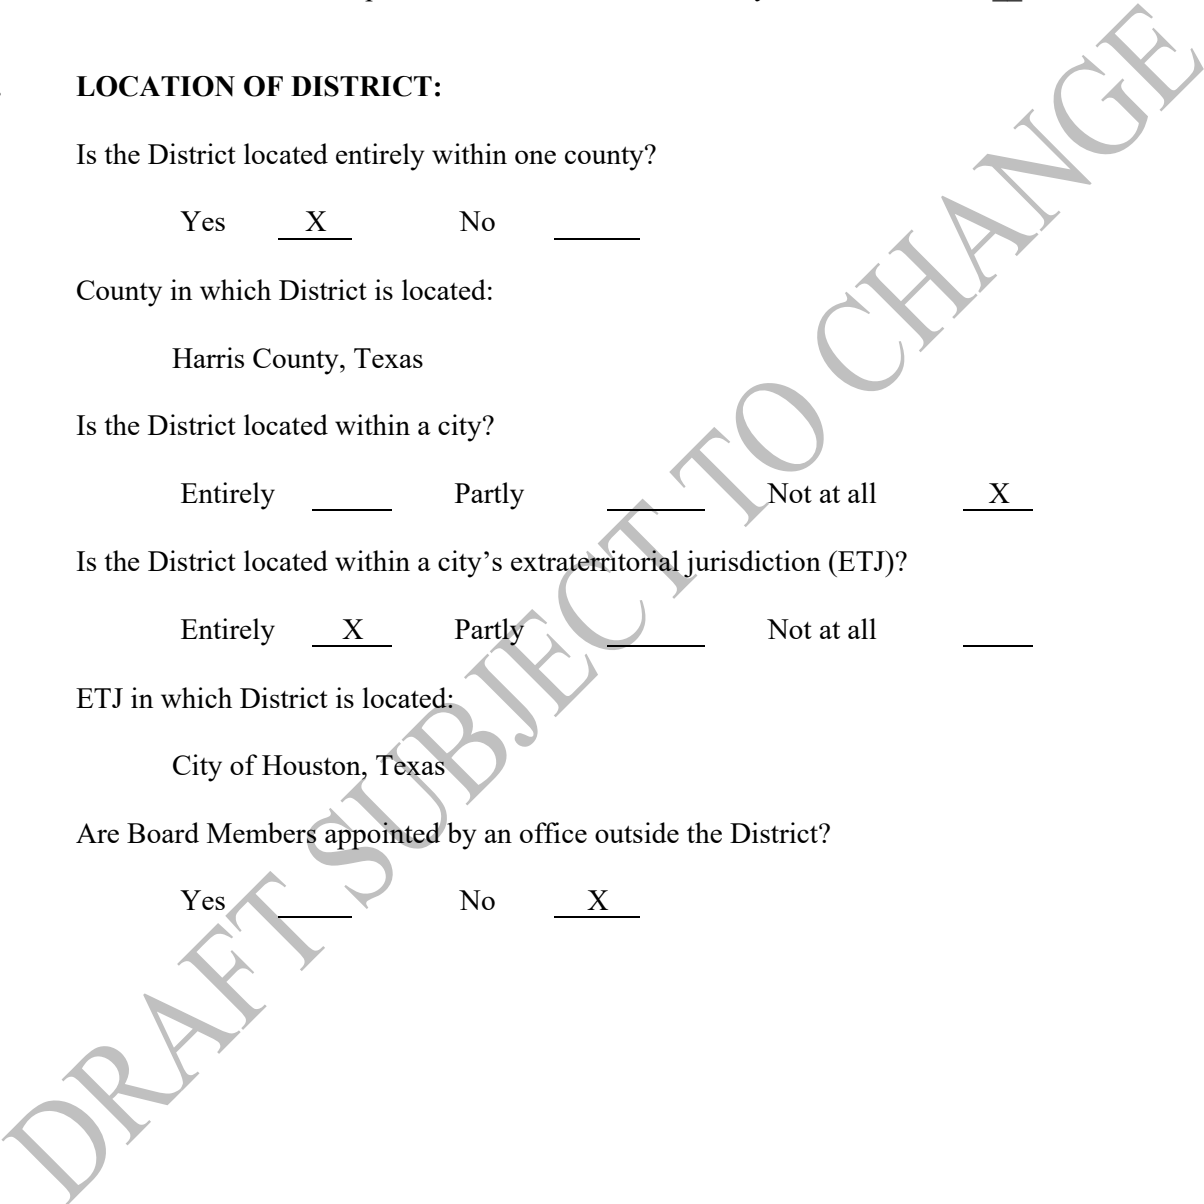 LOCATION OF DISTRICT:
Is the District located entirely within one county?
Yes X No
County in which District is located:
Harris County, Texas
Is the District located within a city?
Entirely Partly Not at all X
Is the District located within a city’s extraterritorial jurisdiction (ETJ)?
Entirely X Partly Not at all
ETJ in which District is located:
City of Houston, Texas
Are Board Members appointed by an office outside the District?
Yes No X
DRAFT SUBJECT TO CHANGE